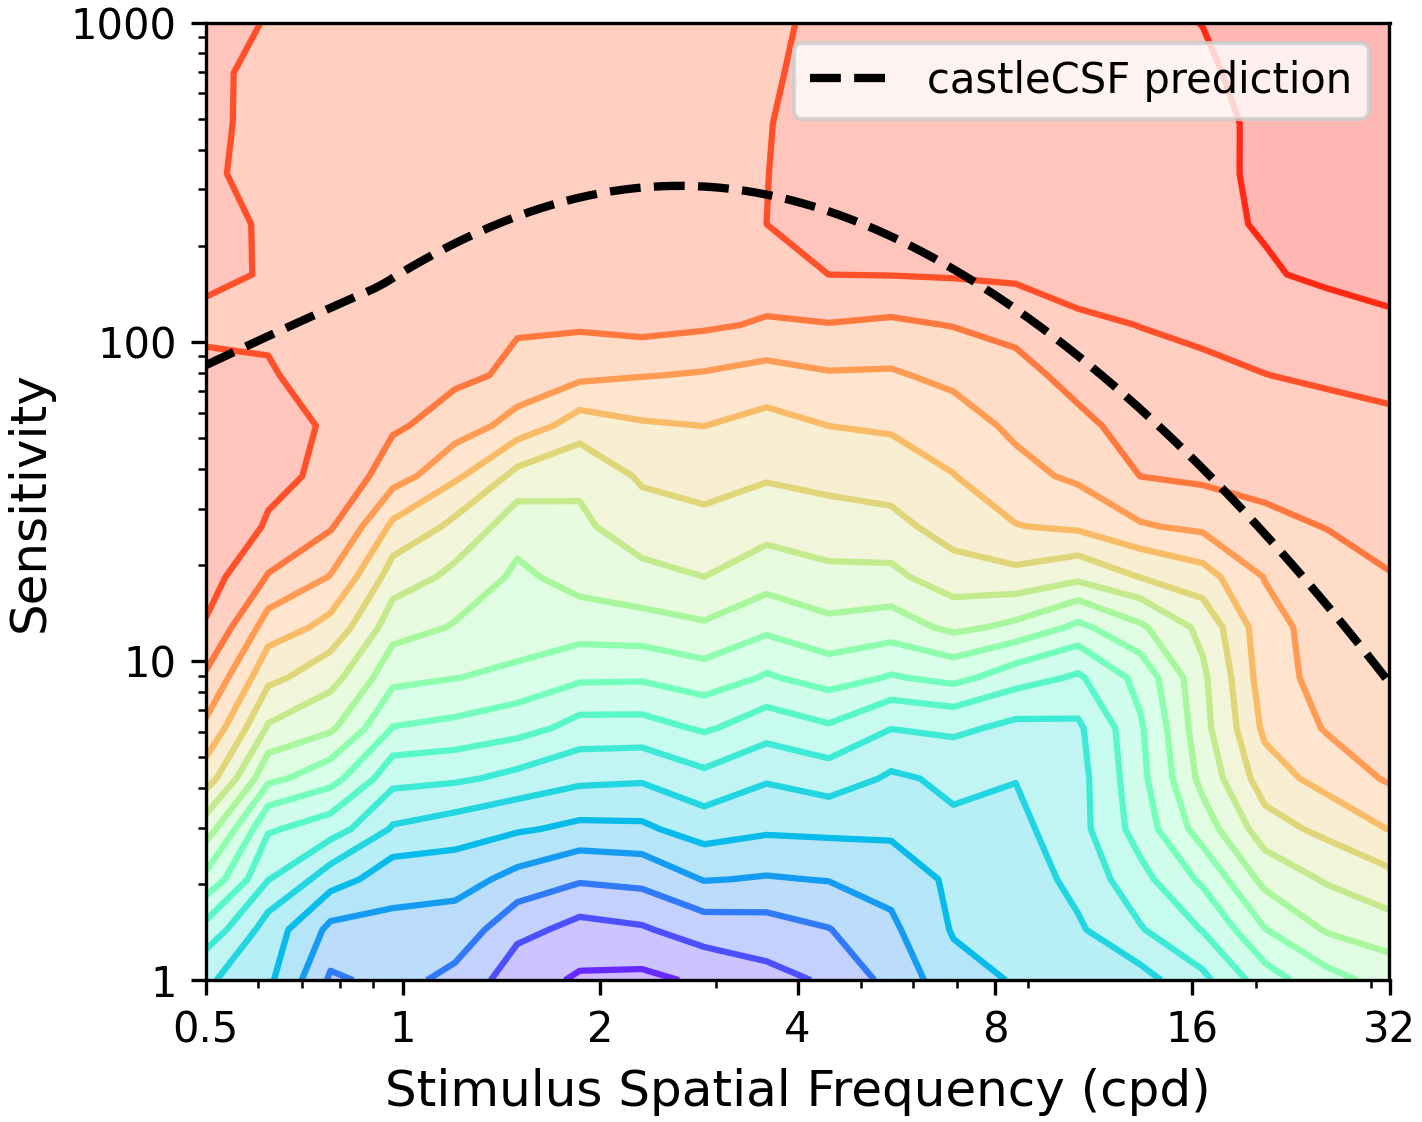 1000
castleCSF prediction
100
Sensitivity
10
1
0.5 1 2 4 8 16 32
Stimulus Spatial Frequency (cpd)